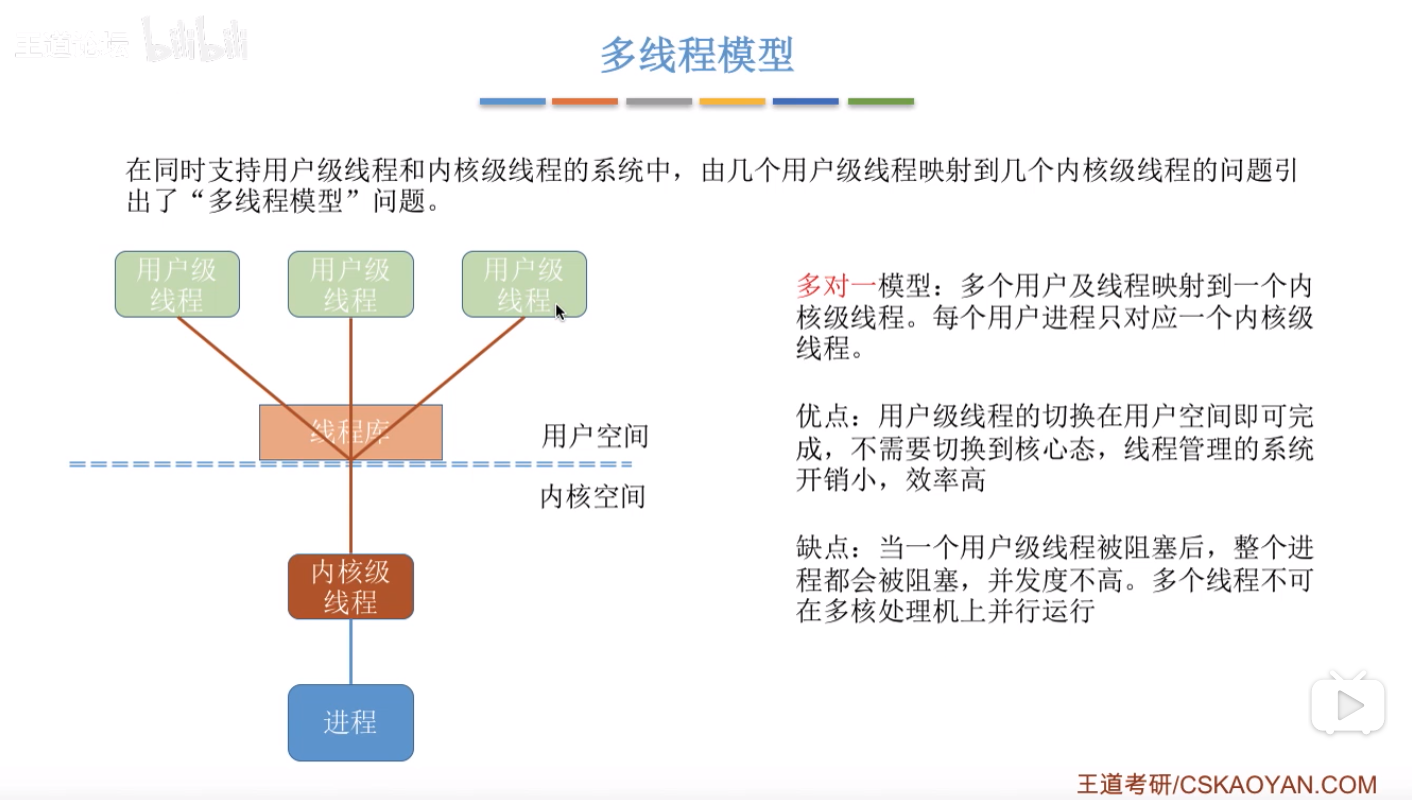 王道论坛 bilibili
多线程模型
在同时支持用户级线程和内核级线程的系统中，由几个用户级线程映射到几个内核级线程的问题引
出了“多线程模型”问题。
用户级
线程
用户级
线程
用户级
线程
线程库
用户空间
内核空间
内核级
线程
进程
多对一模型：多个用户及线程映射到一个内
核级线程。每个用户进程只对应一个内核级
线程。
优点：用户级线程的切换在用户空间即可完
成，不需要切换到核心态，线程管理的系统
开销小，效率高
缺点：当一个用户级线程被阻塞后，整个进
程都会被阻塞，并发度不高。多个线程不可
在多核处理机上并行运行
王道考研/CSKAOYAN.COM